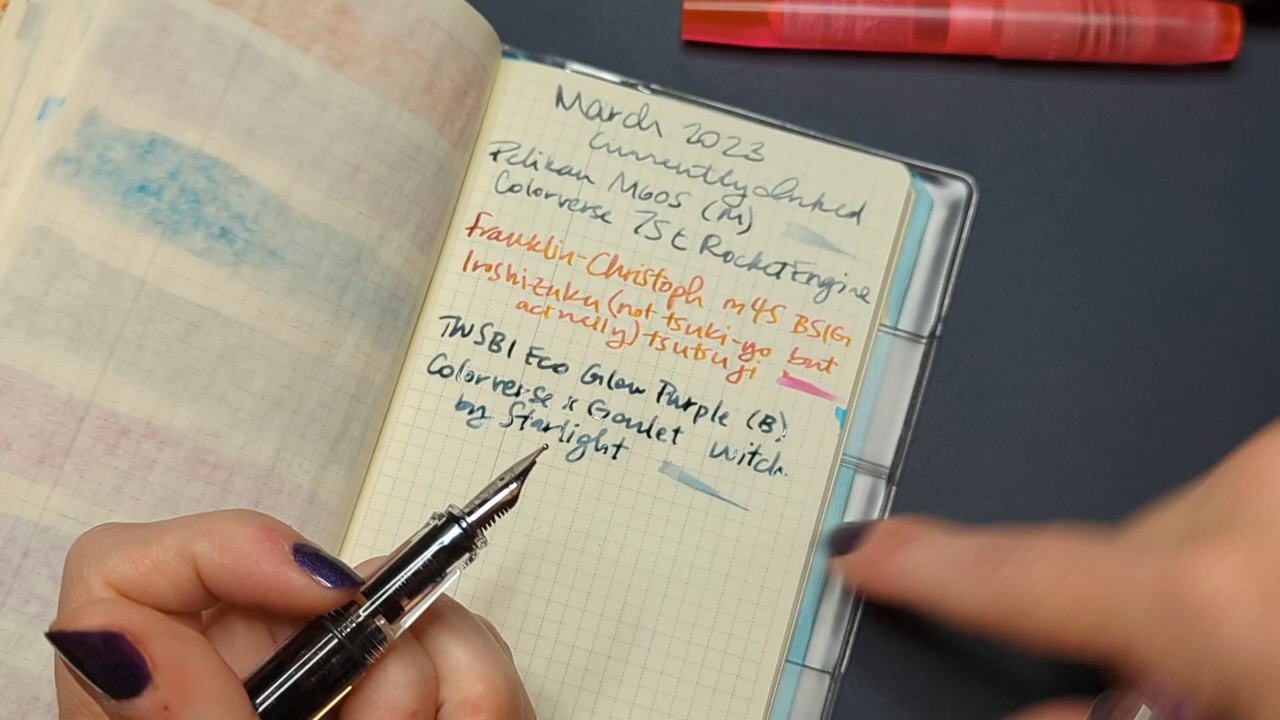 March 2023
Currently Inked
Pelikan M605 (M)
Colorverse 75t Rocket Engine
Franklin-Christoph m45 BSIG
Iroshizuku (not tsuki-yo but
actually) tsutsuji
TWSBI Eco Glow Purple (B)
Colorverse x Goulet Witch
by Starlight